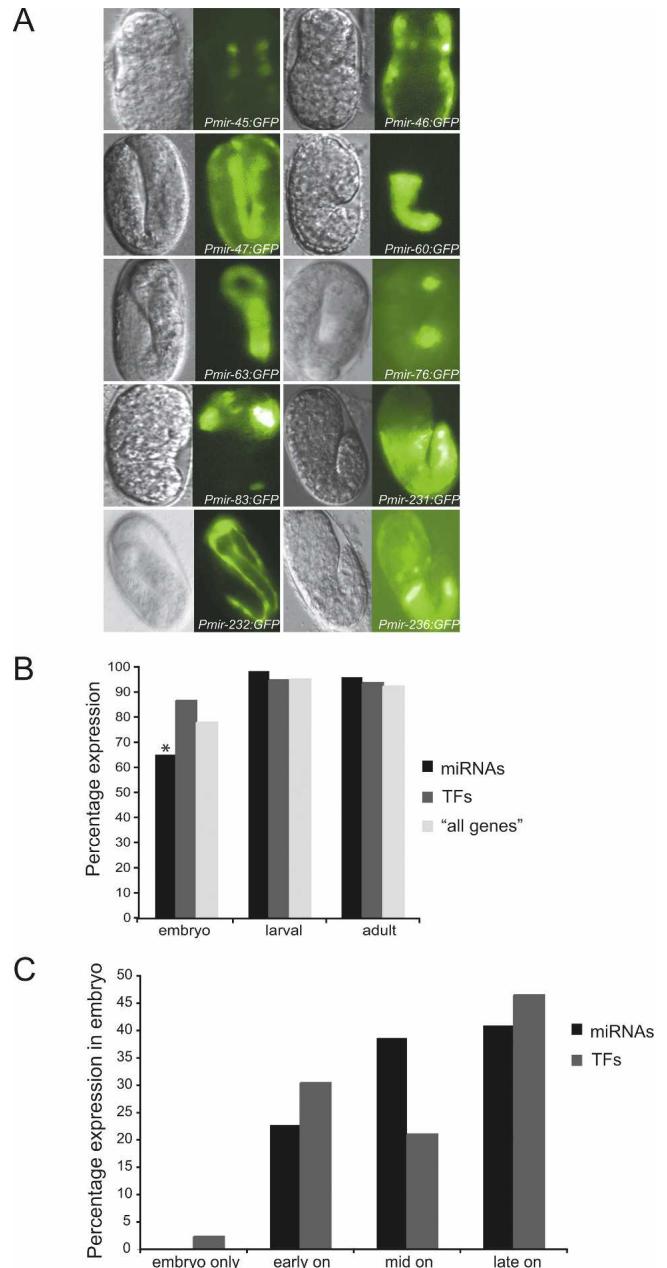 A
Pmir-45:GFP
Pmir-46:GFP
Pmir-47:GFP
Pmir-60:GFP
Pmir-63:GFP
Pmir-76:GFP
Pmir-83:GFP
Pmir-231:GFP
Pmir-232:GFP
Pmir-236:GFP
B
Percentage expression
100
90
80
70
60
50
40
30
20
10
0
*
embryo
larval
adult
miRNAs
TFs
"all genes"
C
Percentage expression in embryo
50
45
40
35
30
25
20
15
10
5
0
embryo only
early on
mid on
late on
miRNAs
TFs